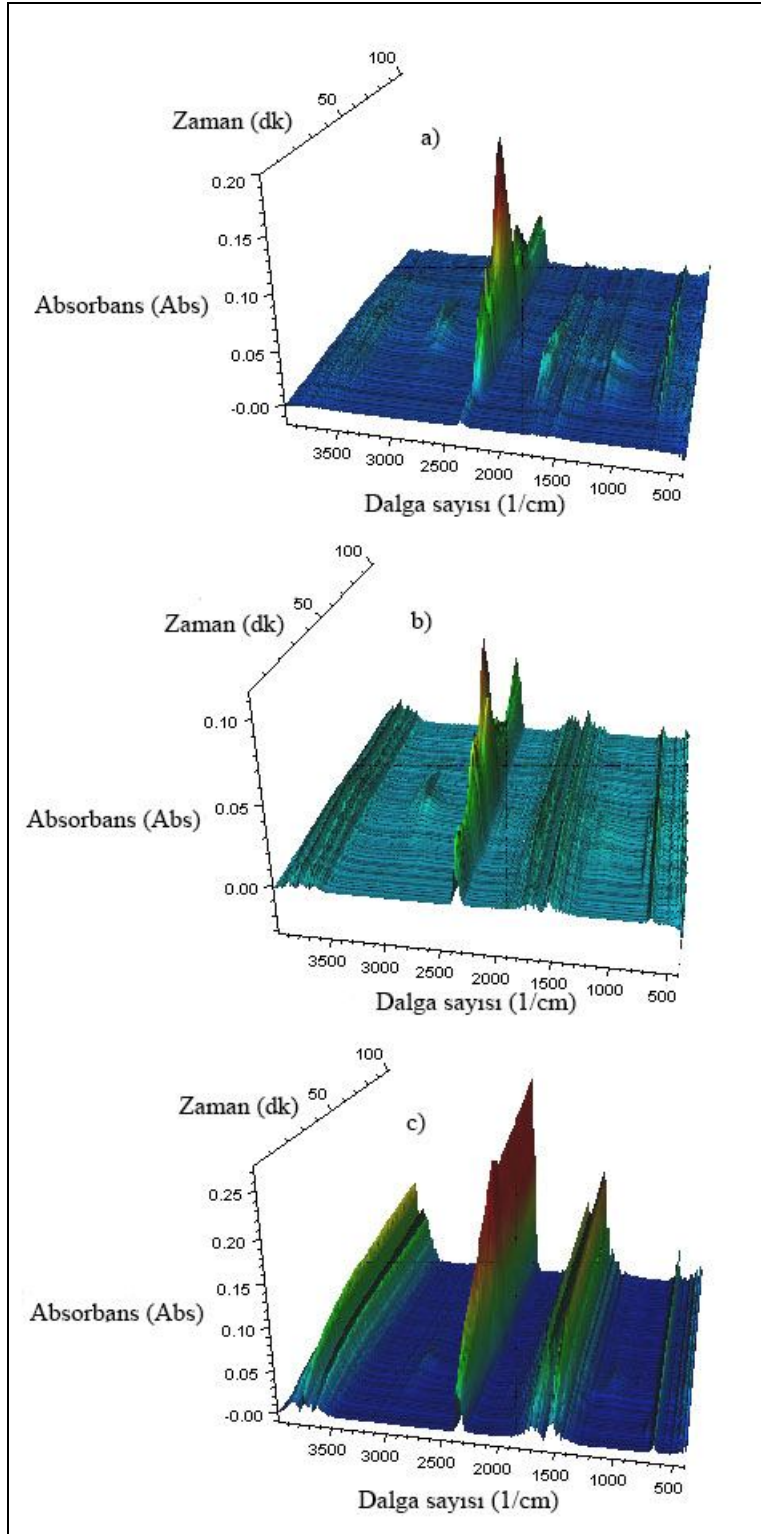 100
50
Zaman (dk)
a)
0.20
0.15
Absorbans (Abs)
0.10
0.05
-0.00
3500 3000 2500 2000 1500 1000 500
Dalga sayısı (1/cm)
100
50
Zaman (dk)
b)
0.10
0.05
Absorbans (Abs)
0.00
3500 3000 2500 2000 1500 1000 500
Dalga sayısı (1/cm)
100
50
Zaman (dk)
c)
0.25
0.20
0.15
Absorbans (Abs)
0.10
0.05
-0.00
3500 3000 2500 2000 1500 1000 500
Dalga sayısı (1/cm)